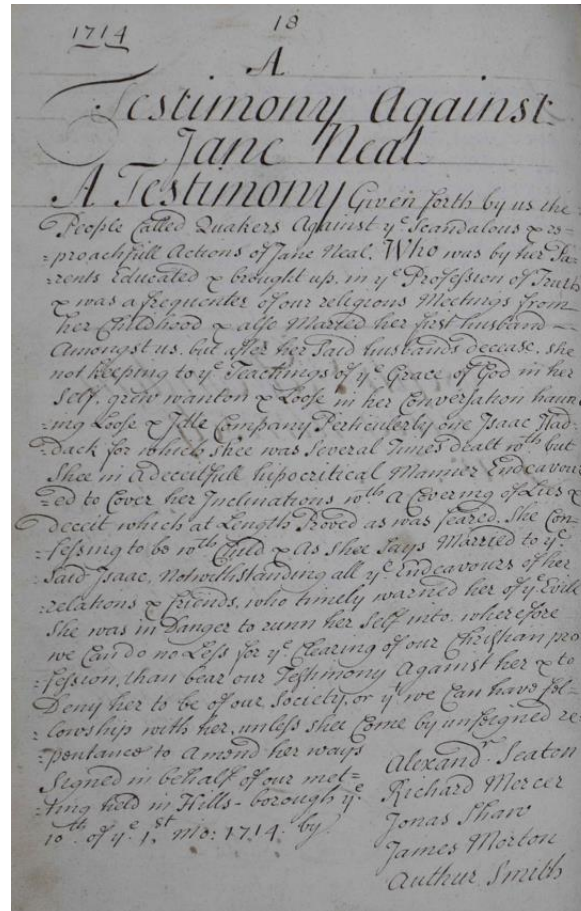 1714
18
A
Testimony Against
Jane Neal
A Testimony Given forth by us the
People Called Quakers Against yᵉ Scandalous & re-
-proachfull Actions of Jane Neal. Who was by her Pa-
-rents Educated & brought up, in yᵉ Profession of Truth
& was a frequenter of our religious Meetings from
her Childhood & also Married her first husband
Amongst us. but after her said husbands decease. she
not keeping to yᵉ Teachings of yᵉ Grace of God in her
self, grew wanton & Loose in her Conversation haun-
ing Loose & Idle Company Perticulerly one Isaac Had-
dack for which shee was Several times dealt wᵗʰ but
Shee in A deceitfull hipocritical Manner Endeavour
-ed to Cover her Inclinations wᵗʰ A Covering of Lies &
deceit which at Length Proved as was feared. She Con-
-fessing to be wᵗʰ Child & As shee says Married to yᵉ
said Isaac, Notwithstanding all yᵉ Endeavours of her
-relations & friends, who timely warned her of yᵉ Evile
She was in Danger to runn her self into. wherefore
we Can do no Less for yᵉ Clearing of our Christian pro
-fession, than bear our Testimony Against her & to
Deny her to be of our Society, or yᵗ we Can have fel-
-lowship with her, unless shee Come by unfeigned re-
-pentance to Amend her ways
Signed in behalf of our met-
-ting held in Hills-borough yᵉ
10ᵗʰ of yᵉ 1ˢᵗ mo: 1714: by
Alexandʳ Seaton
Richard Mercer
Jonas Shaw
James Morton
Authur Smith